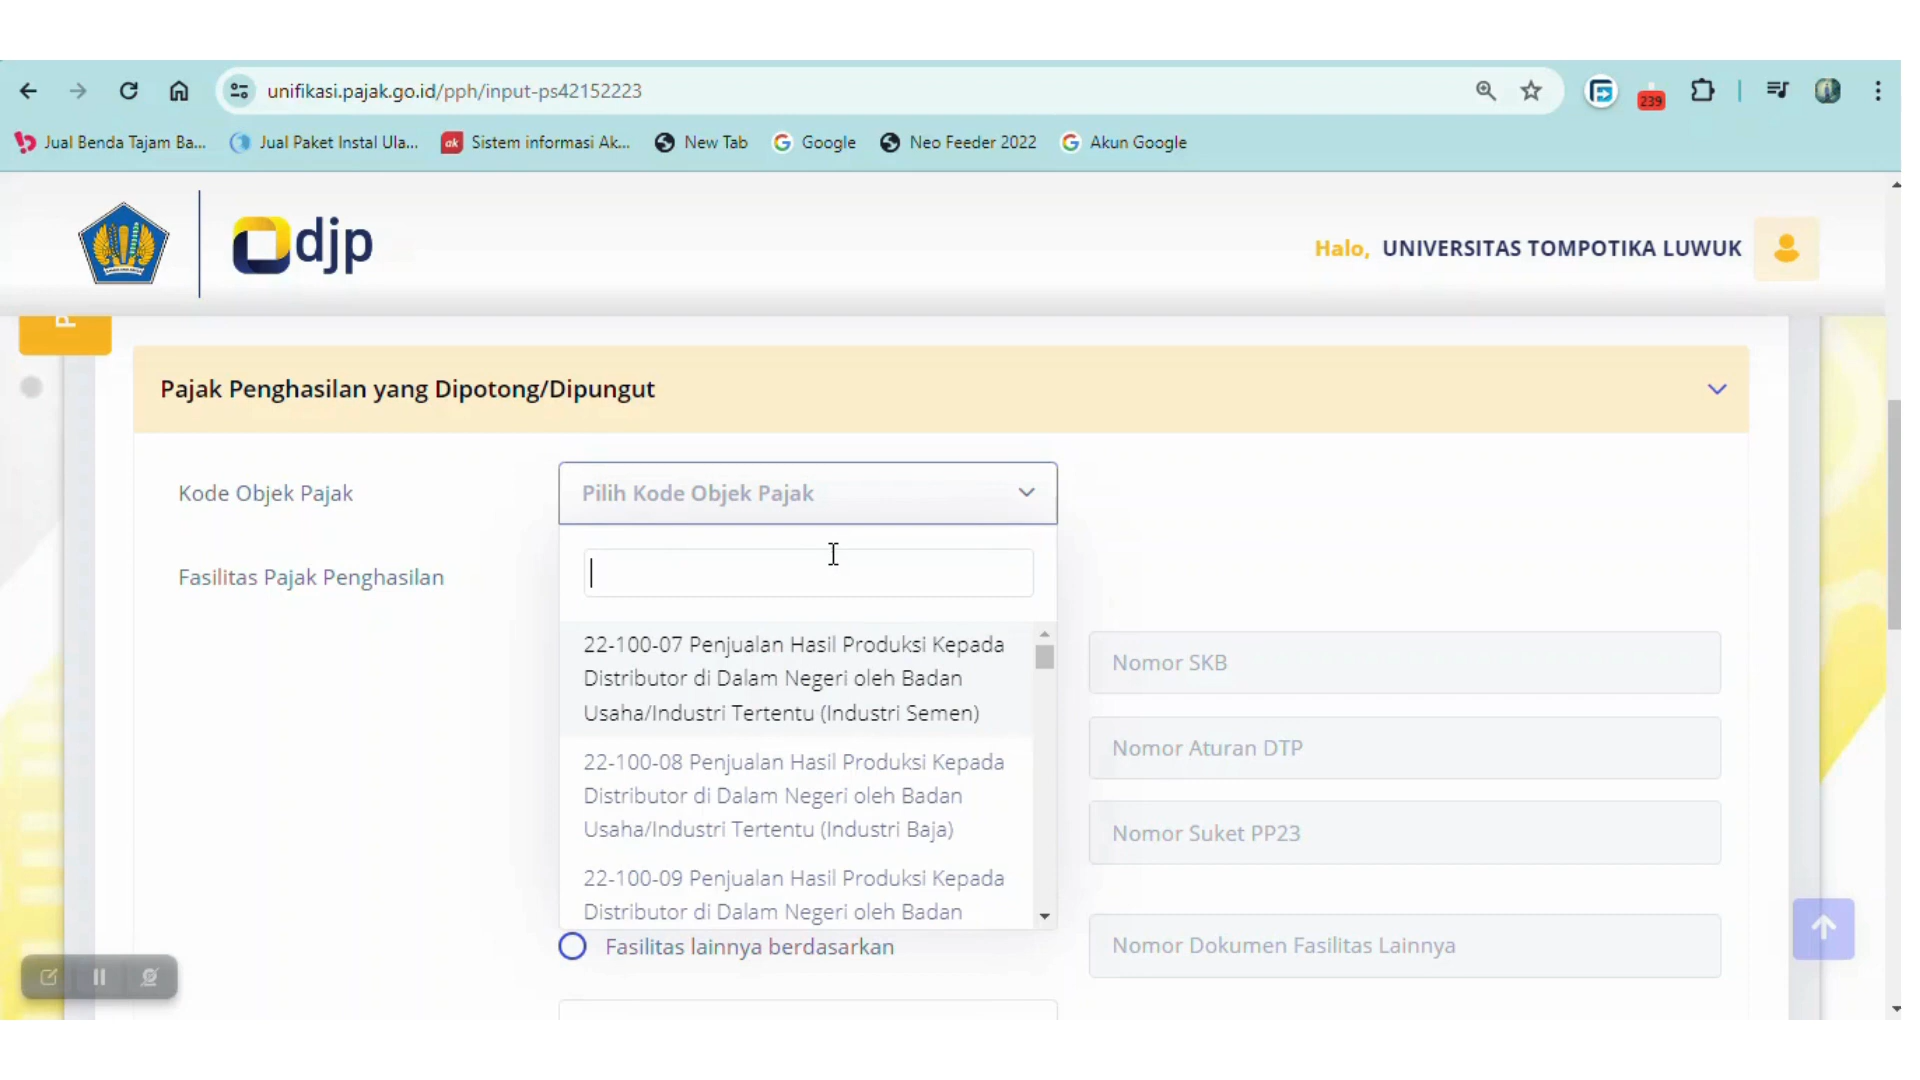 unifikasi.pajak.go.id/pph/input-ps42152223
239
Jual Benda Tajam Ba...
Jual Paket Instal Ula...
ak
Sistem informasi Ak...
New Tab
Google
Neo Feeder 2022
Akun Google
djp
Halo, UNIVERSITAS TOMPOTIKA LUWUK
P
Pajak Penghasilan yang Dipotong/Dipungut
Kode Objek Pajak
Pilih Kode Objek Pajak
Fasilitas Pajak Penghasilan
22-100-07 Penjualan Hasil Produksi Kepada
Distributor di Dalam Negeri oleh Badan
Usaha/Industri Tertentu (Industri Semen)
22-100-08 Penjualan Hasil Produksi Kepada
Distributor di Dalam Negeri oleh Badan
Usaha/Industri Tertentu (Industri Baja)
22-100-09 Penjualan Hasil Produksi Kepada
Distributor di Dalam Negeri oleh Badan
Nomor SKB
Nomor Aturan DTP
Nomor Suket PP23
Fasilitas lainnya berdasarkan
Nomor Dokumen Fasilitas Lainnya